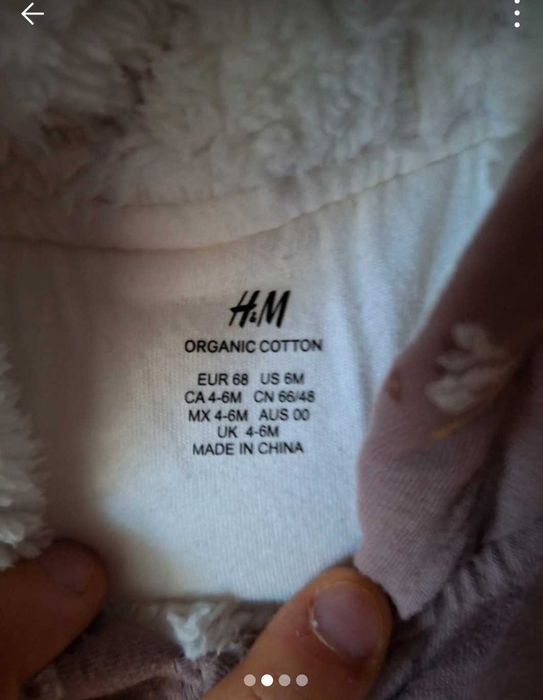 H&M
ORGANIC COTTON
EUR 68 US 6M
CA 4-6M CN 66/48
MX 4-6M AUS 00
UK 4-6M
MADE IN CHINA